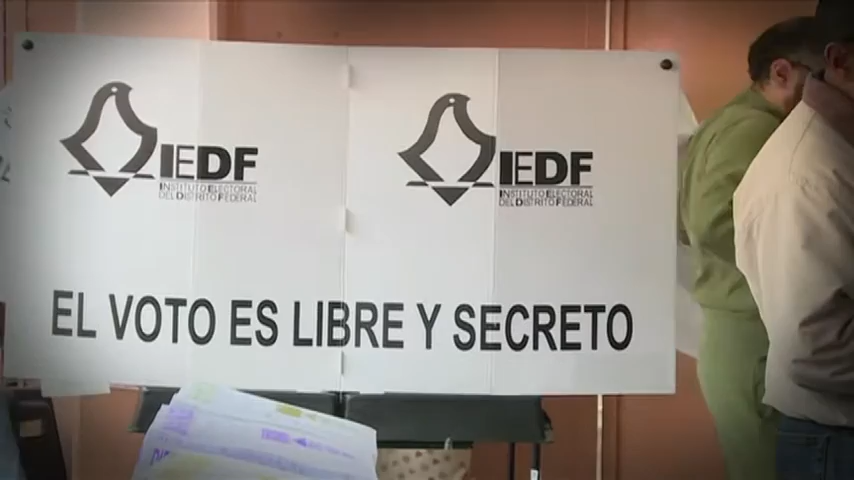 IEDF
INSTITUTO ELECTORAL
DEL DISTRITO FEDERAL
IEDF
INSTITUTO ELECTORAL
DEL DISTRITO FEDERAL
EL VOTO ES LIBRE Y SECRETO